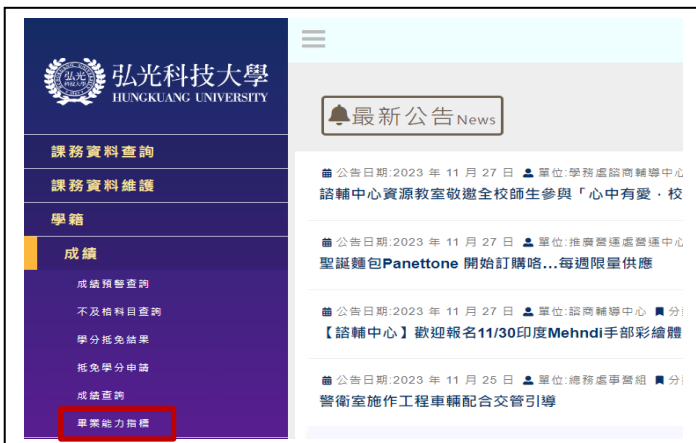 弘光科技大學
HUNGKUANG UNIVERSITY
課務資料查詢
課務資料維護
學籍
成績
成績預警查詢
不及格科目查詢
學分抵免結果
抵免學分申請
成績查詢
畢業能力指標
最新公告News
公告日期:2023 年 11 月 27 日 單位:學務處諮商輔導中心
諮輔中心資源教室敬邀全校師生參與「心中有愛．校
公告日期:2023 年 11 月 27 日 單位:推廣營運處營運中心
聖誕麵包Panettone 開始訂購咯...每週限量供應
公告日期:2023 年 11 月 27 日 單位:諮商輔導中心 分
【諮輔中心】歡迎報名11/30印度Mehndi手部彩繪體
公告日期:2023 年 11 月 25 日 單位:總務處事營組 分
警衛室施作工程車輛配合交管引導